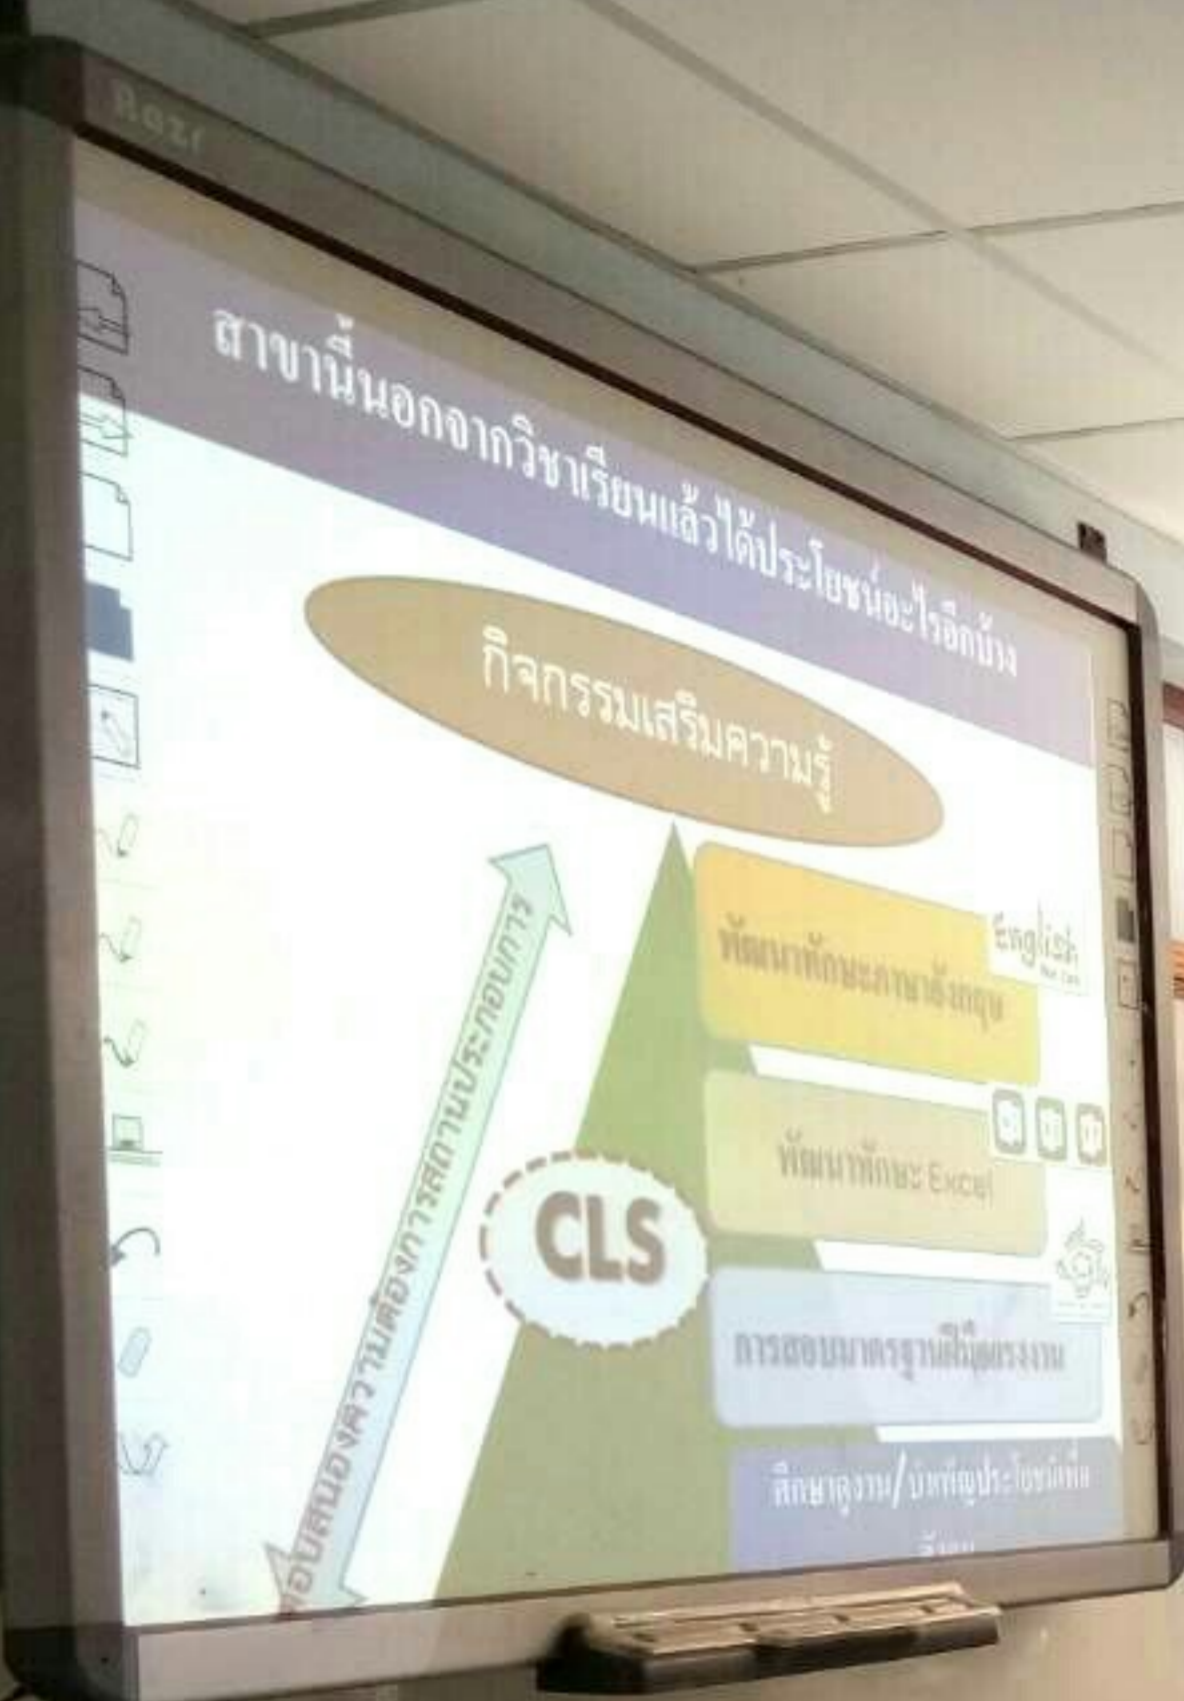 สาขานี้นอกจากวิชาเรียนแล้วได้ประโยชน์อะไรอีกบ้าง
กิจกรรมเสริมความรู้
พัฒนาทักษะภาษาอังกฤษ
English
พัฒนาทักษะ Excel
CLS
การสอบมาตรฐานฝีมือแรงงาน
ศึกษาดูงาน/บำเพ็ญประโยชน์เพื่อ
สังคม
ตอบสนองความต้องการสถานประกอบการ